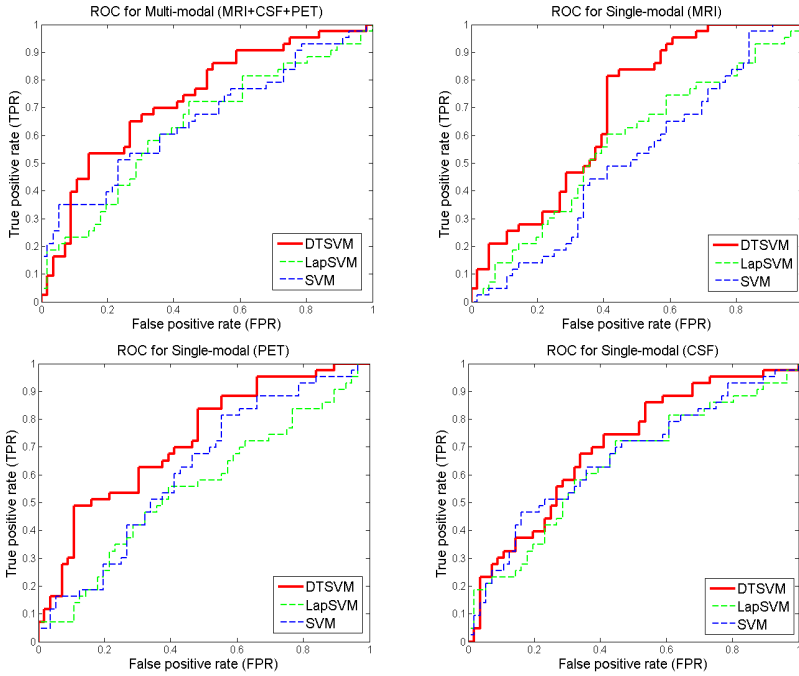 ROC for Multi-modal (MRI+CSF+PET)
True positive rate (TPR)
1
0.9
0.8
0.7
0.6
0.5
0.4
0.3
0.2
0.1
0
0 0.2 0.4 0.6 0.8 1
False positive rate (FPR)
DTSVM
LapSVM
SVM
ROC for Single-modal (MRI)
True positive rate (TPR)
1
0.9
0.8
0.7
0.6
0.5
0.4
0.3
0.2
0.1
0
0 0.2 0.4 0.6 0.8
False positive rate (FPR)
DTSVM
LapSVM
SVM
ROC for Single-modal (PET)
True positive rate (TPR)
1
0.9
0.8
0.7
0.6
0.5
0.4
0.3
0.2
0.1
0
0 0.2 0.4 0.6 0.8 1
False positive rate (FPR)
DTSVM
LapSVM
SVM
ROC for Single-modal (CSF)
True positive rate (TPR)
1
0.9
0.8
0.7
0.6
0.5
0.4
0.3
0.2
0.1
0
0 0.2 0.4 0.6 0.8 1
False positive rate (FPR)
DTSVM
LapSVM
SVM